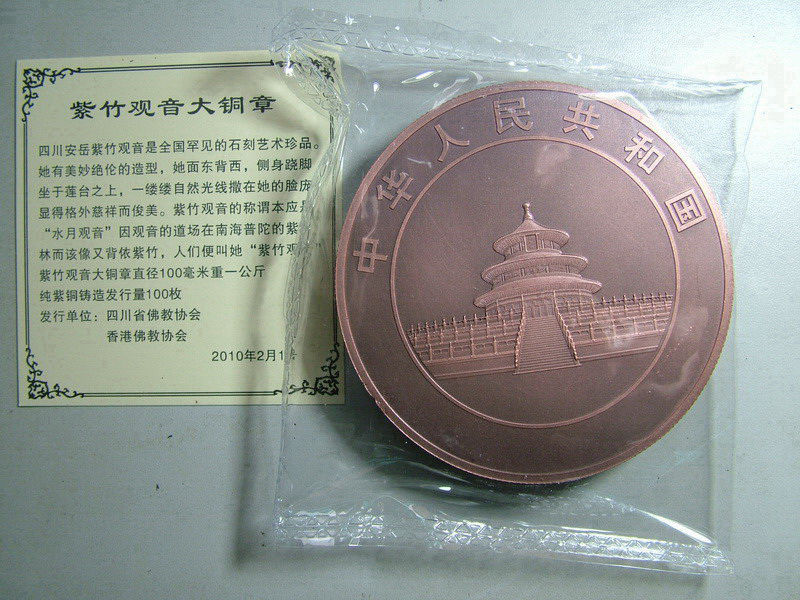 紫竹观音大铜章
四川安岳紫竹观音是全国罕见的石刻艺术珍品。
她有美妙绝伦的造型，她面东背西，侧身跷脚
坐于莲台之上，一缕缕自然光线撒在她的脸庞
显得格外慈祥而俊美。紫竹观音的称谓本应是
“水月观音”因观音的道场在南海普陀的紫竹
林而该像又背依紫竹，人们便叫她“紫竹观音”
紫竹观音大铜章直径100毫米重一公斤
纯紫铜铸造发行量100枚
发行单位：四川省佛教协会
香港佛教协会
2010年2月1号
中华人民共和国